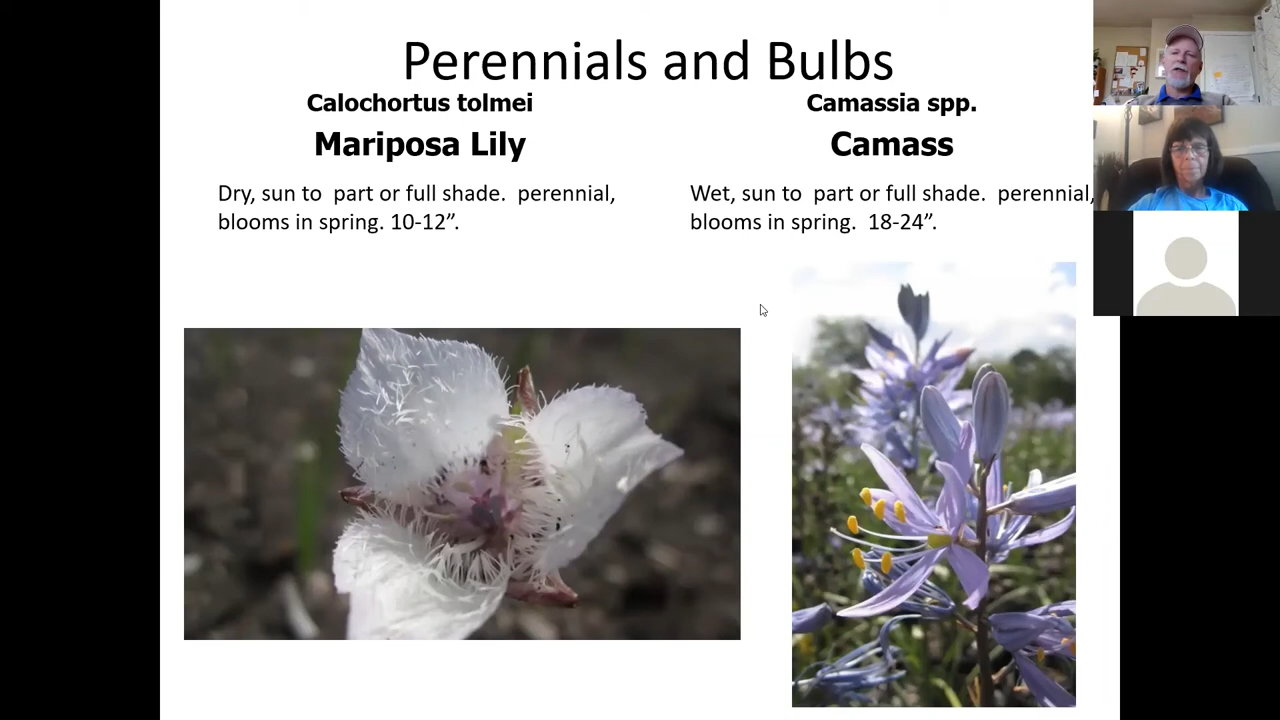 Perennials and Bulbs
Calochortus tolmei
Mariposa Lily
Dry, sun to  part or full shade.  perennial,
blooms in spring. 10-12”.
Camassia spp.
Camass
Wet, sun to  part or full shade.  perennial,
blooms in spring.  18-24”.